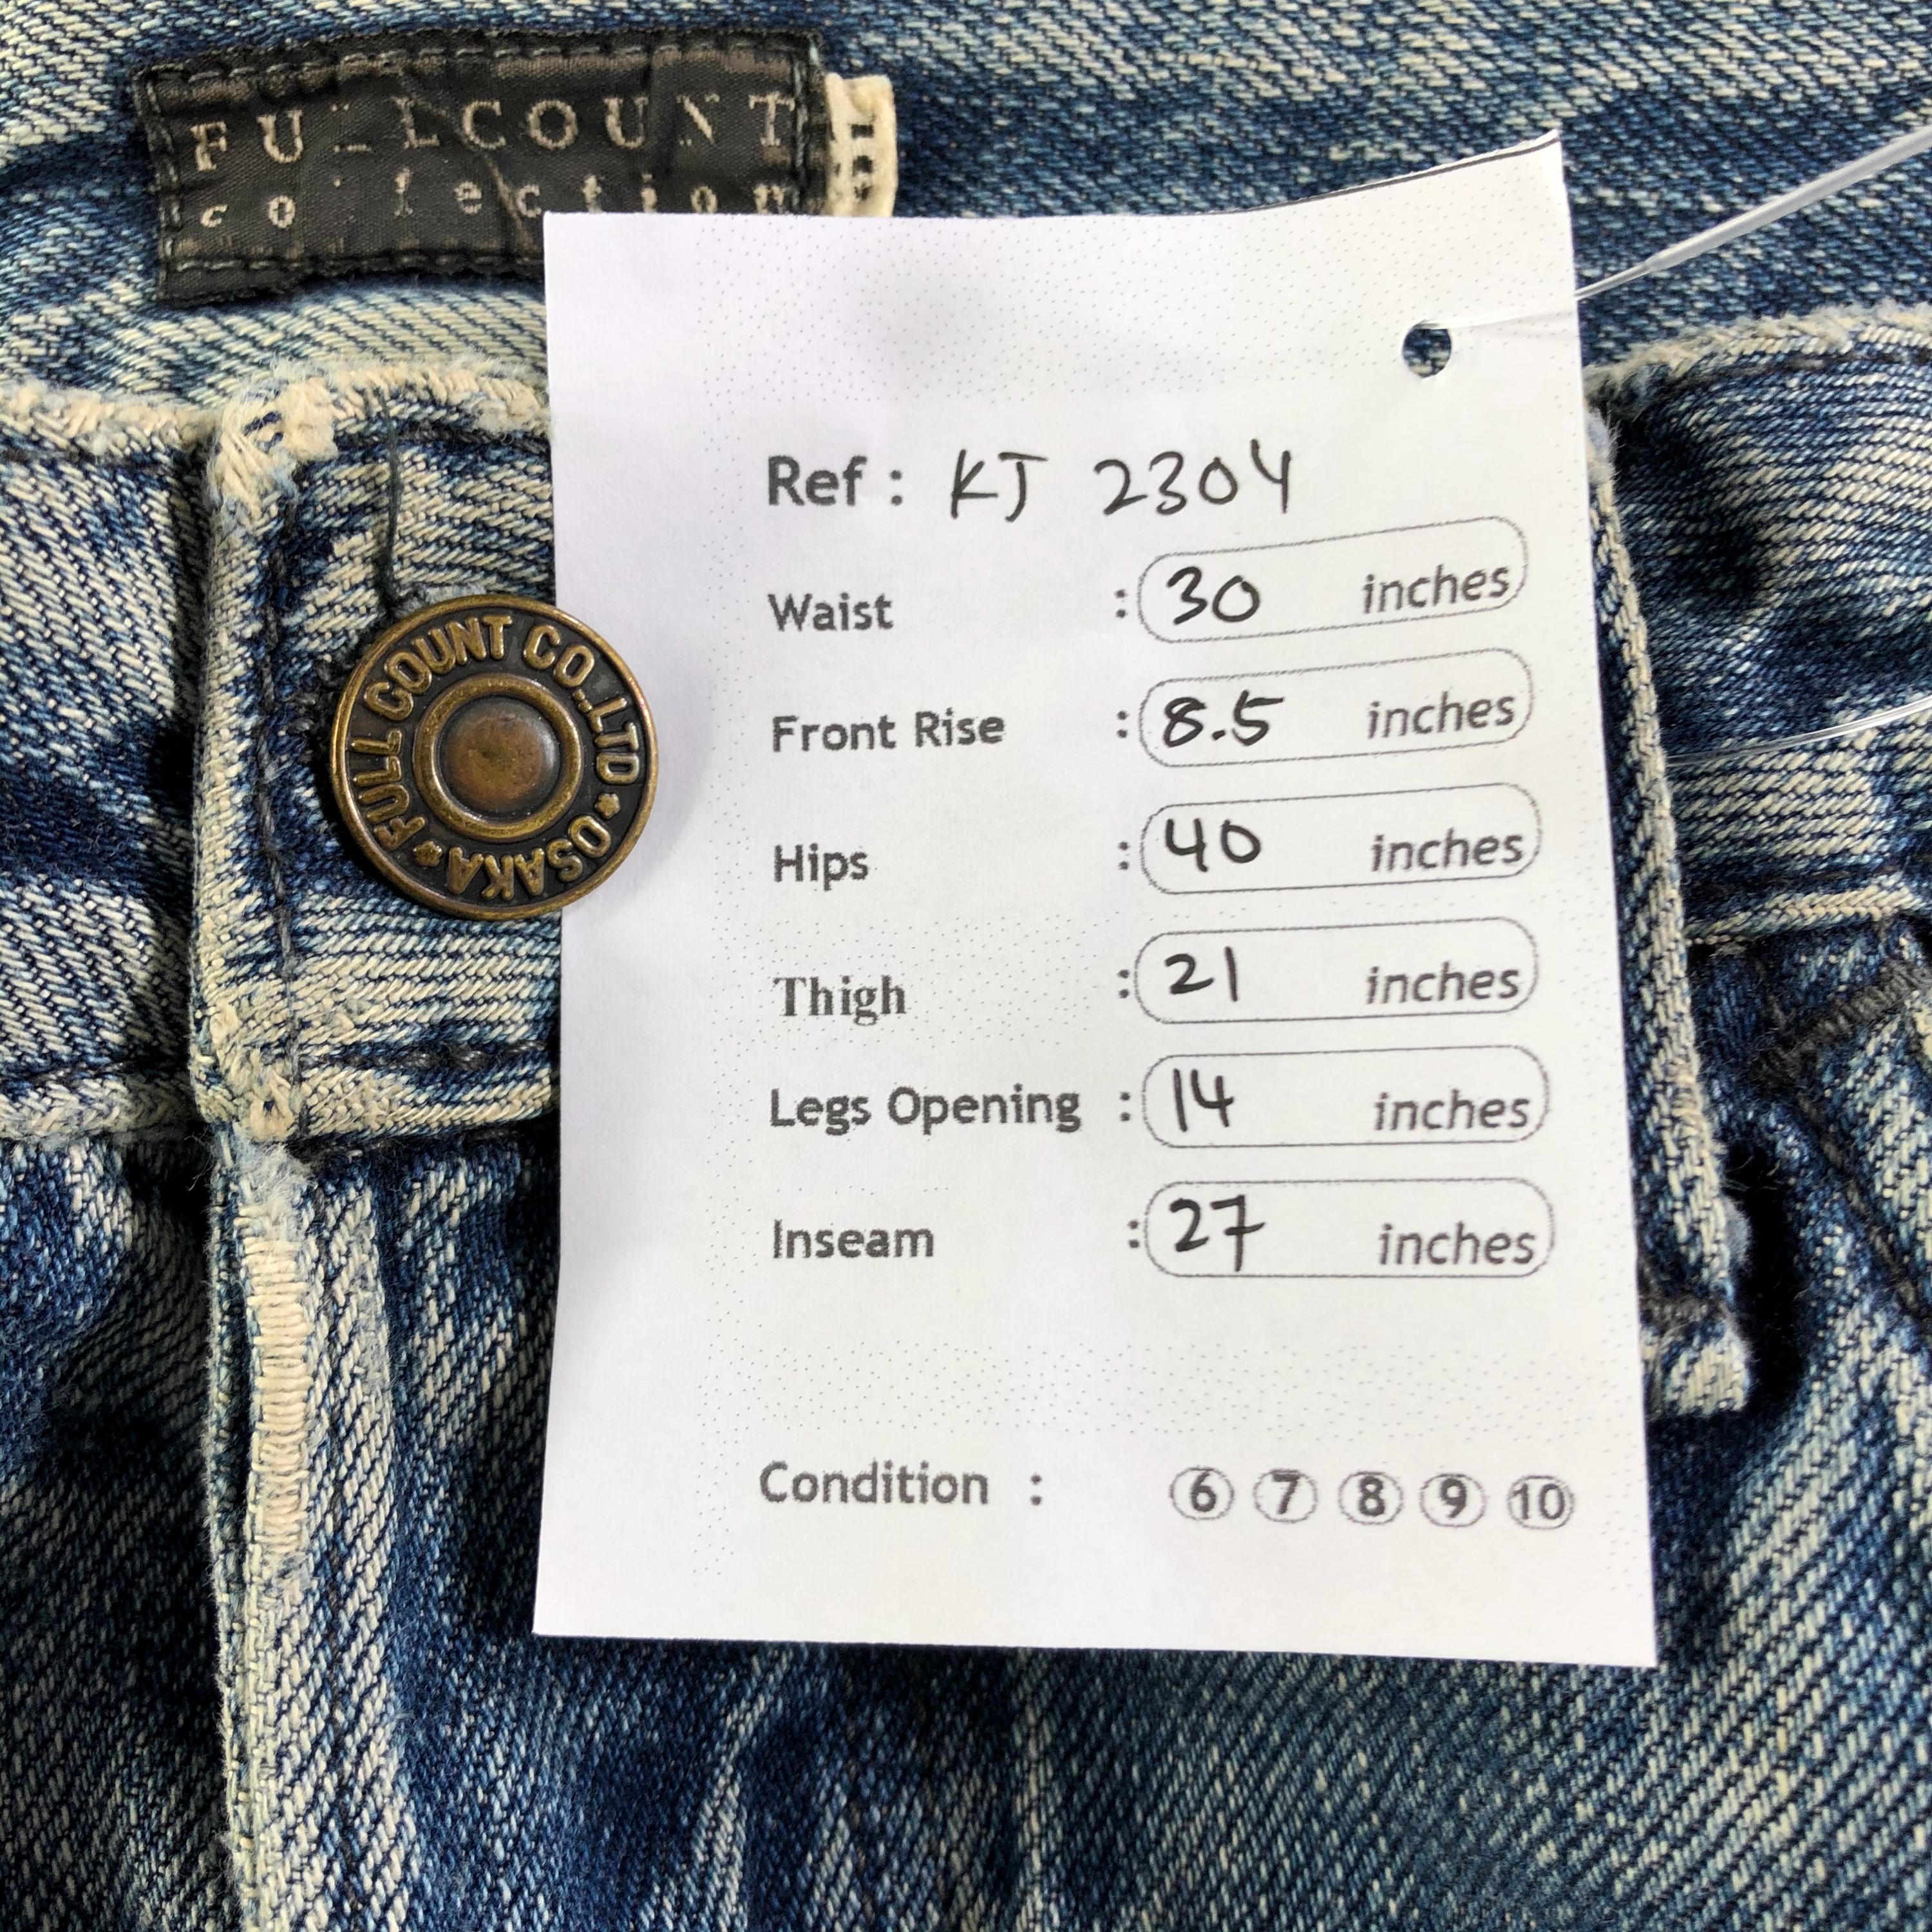 FULLCOUNT
collection
FULL COUNT CO.,LTD
OSAKA
Ref : KJ 2304
Waist : 30 inches
Front Rise : 8.5 inches
Hips : 40 inches
Thigh : 21 inches
Legs Opening : 14 inches
Inseam : 27 inches
Condition : 6 7 8 9 10